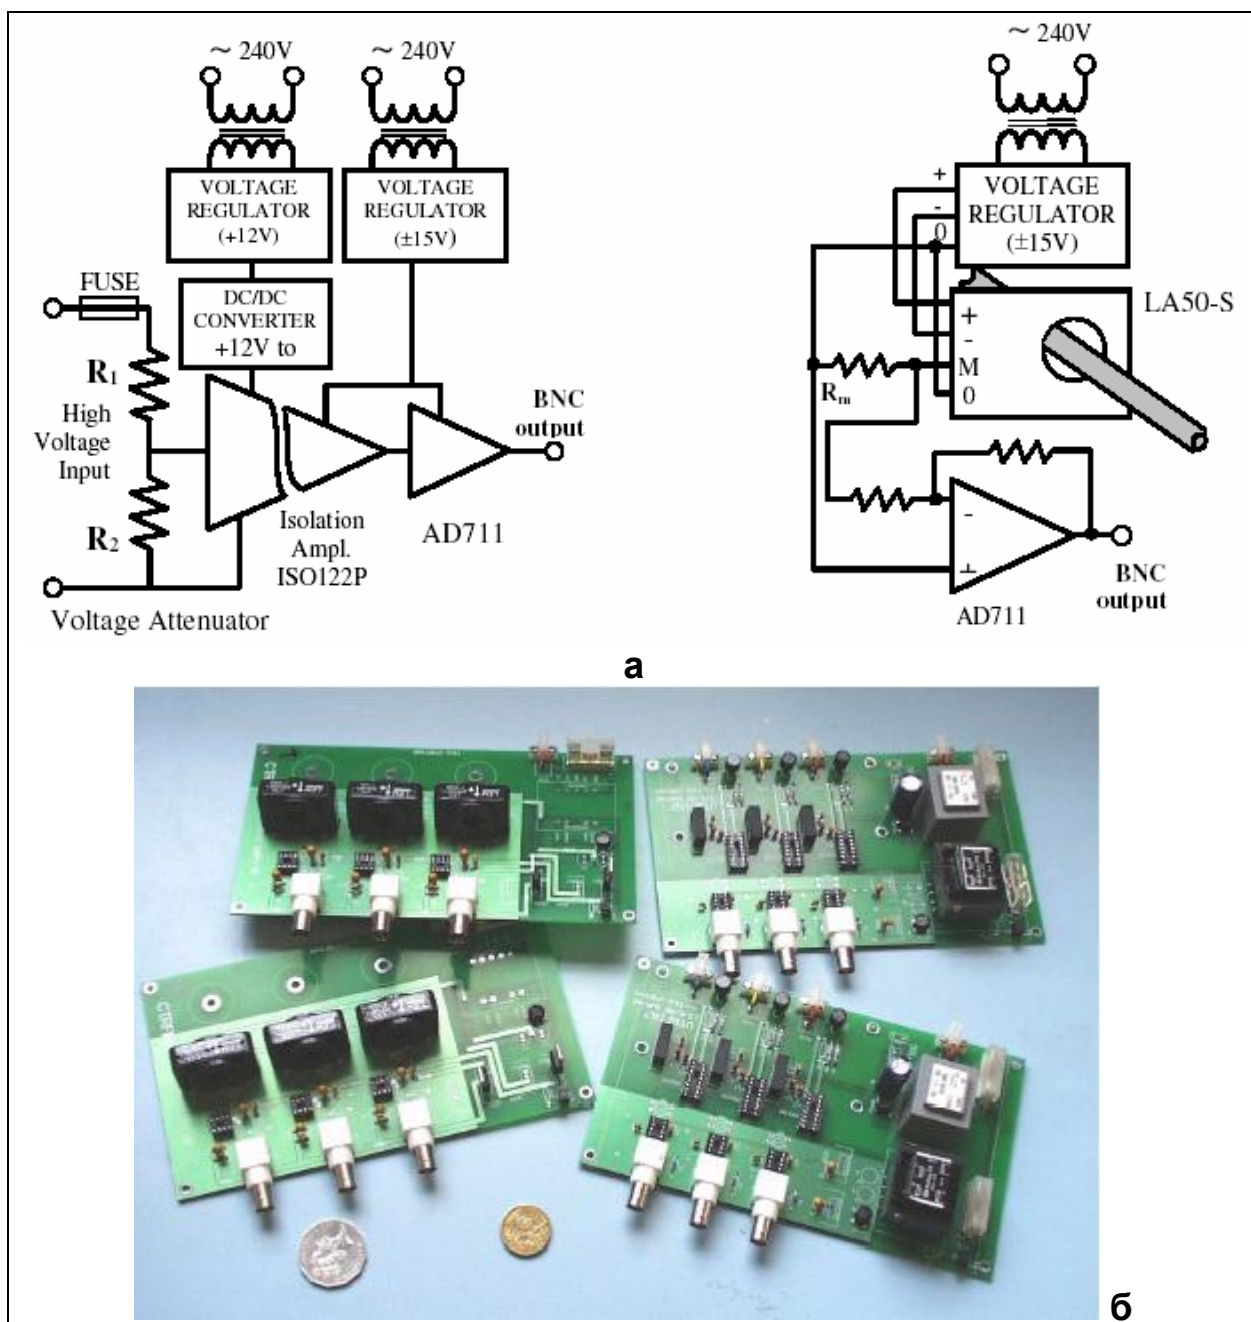 ~ 240V
~ 240V
VOLTAGE
REGULATOR
(+12V)
VOLTAGE
REGULATOR
(±15V)
FUSE
DC/DC
CONVERTER
+12V to
R1
High
Voltage
Input
R2
BNC
output
Isolation
Ampl.
ISO122P
AD711
Voltage Attenuator
~ 240V
+
-
0
VOLTAGE
REGULATOR
(±15V)
LA50-S
+
-
M
0
Rm
-
+
BNC
output
AD711
а
б